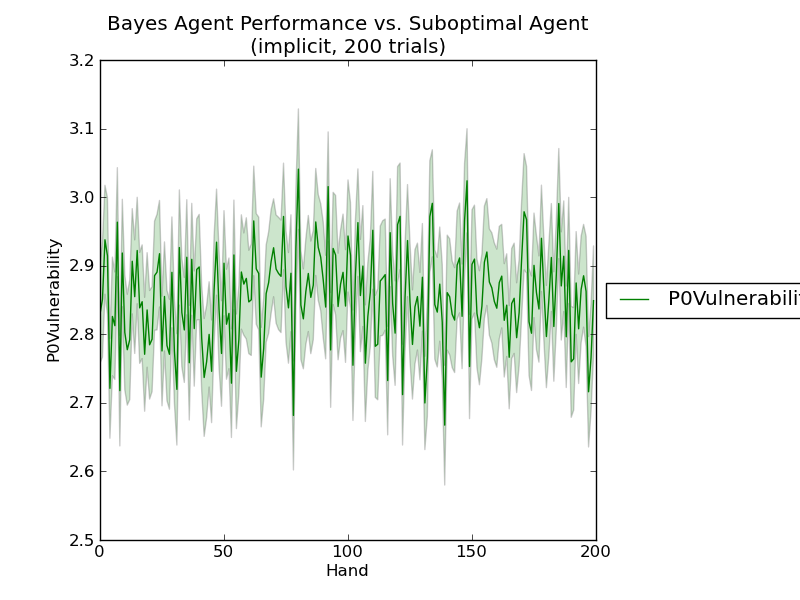 Bayes Agent Performance vs. Suboptimal Agent
(implicit, 200 trials)
3.2
3.1
3.0
2.9
2.8
2.7
2.6
2.5
P0Vulnerability
0 50 100 150 200
Hand
P0Vulnerabilit